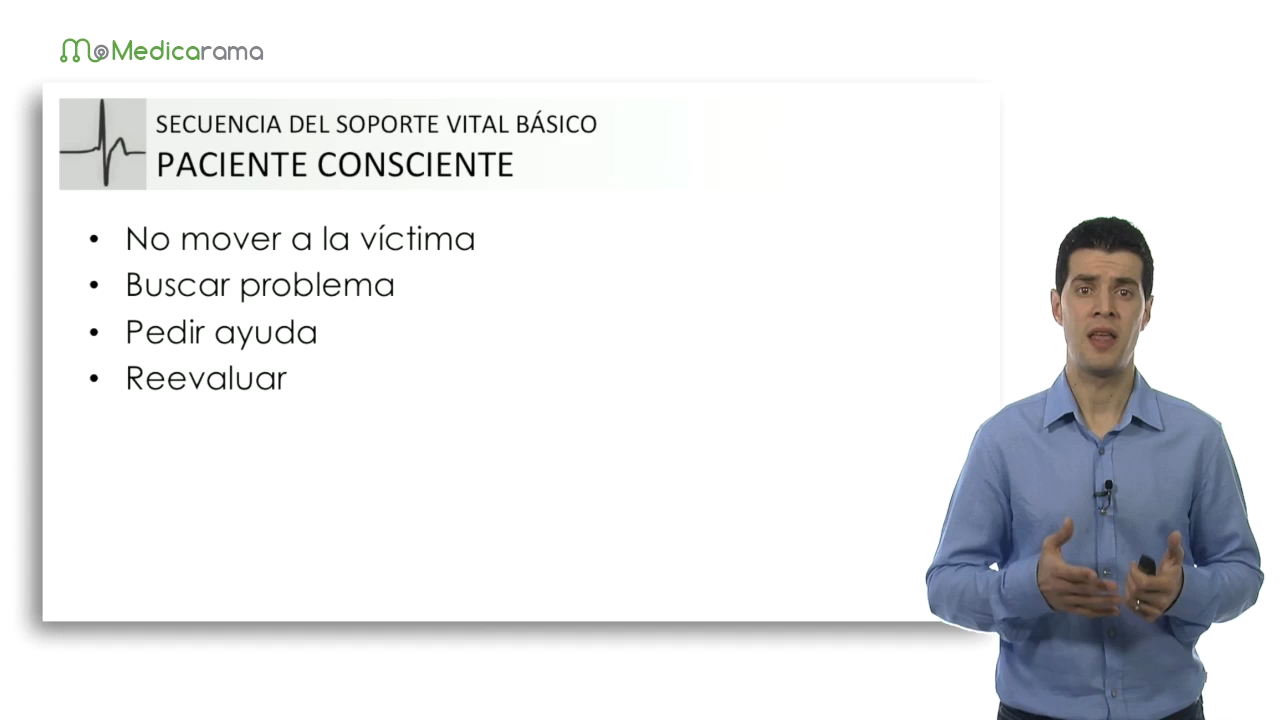 Medicarama
SECUENCIA DEL SOPORTE VITAL BÁSICO
PACIENTE CONSCIENTE
• No mover a la víctima
• Buscar problema
• Pedir ayuda
• Reevaluar